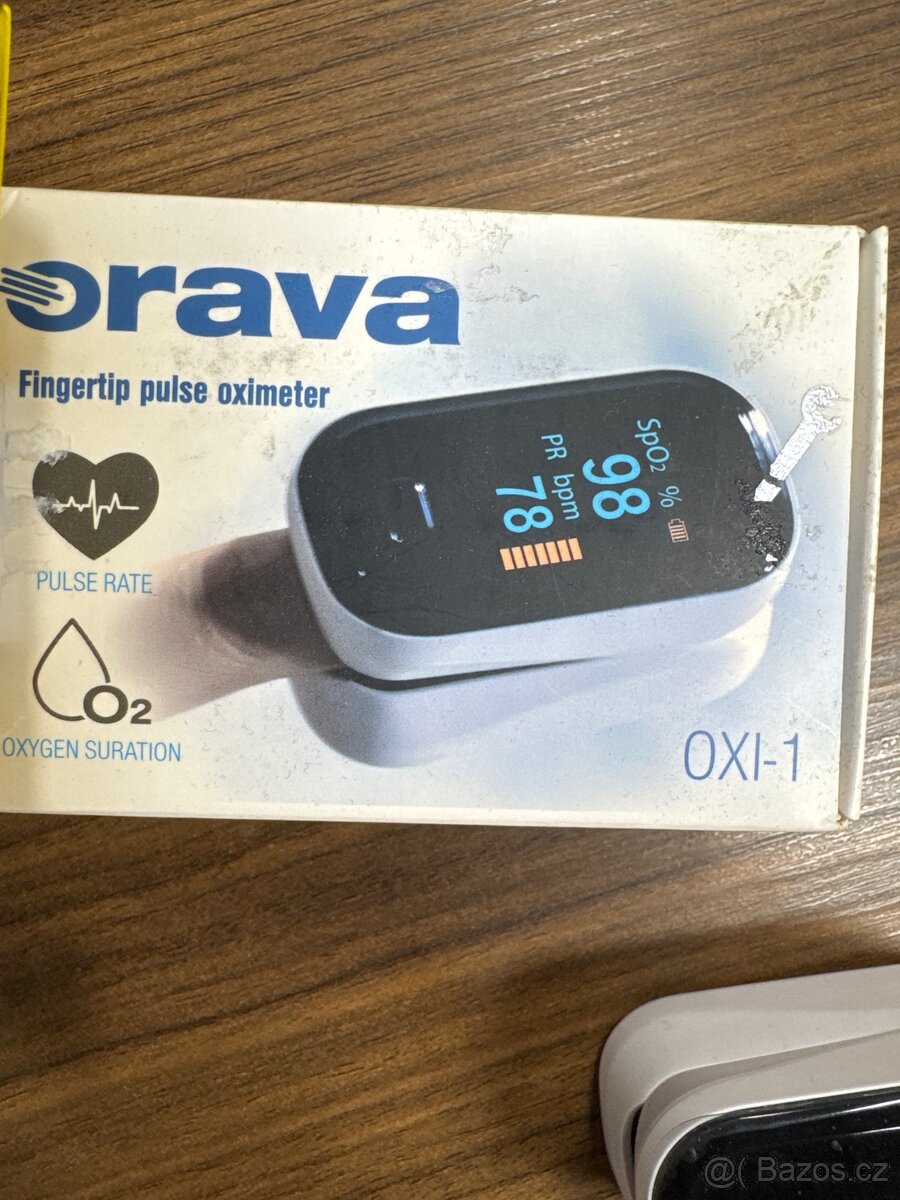 orava
Fingertip pulse oximeter
SpO₂ %
98
PR bpm
78
PULSE RATE
O2
OXYGEN SURATION
OXI-1
@( Bazos.cz